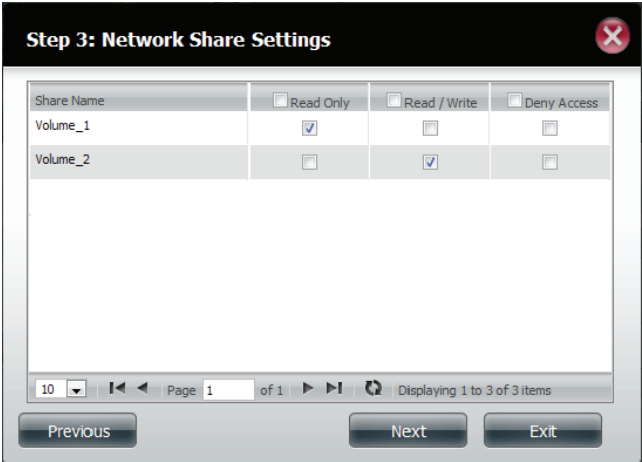 Step 3: Network Share Settings
Share Name Read Only Read / Write Deny Access
Volume_1
Volume_2
10 Page 1 of 1 Displaying 1 to 3 of 3 items
Previous Next Exit